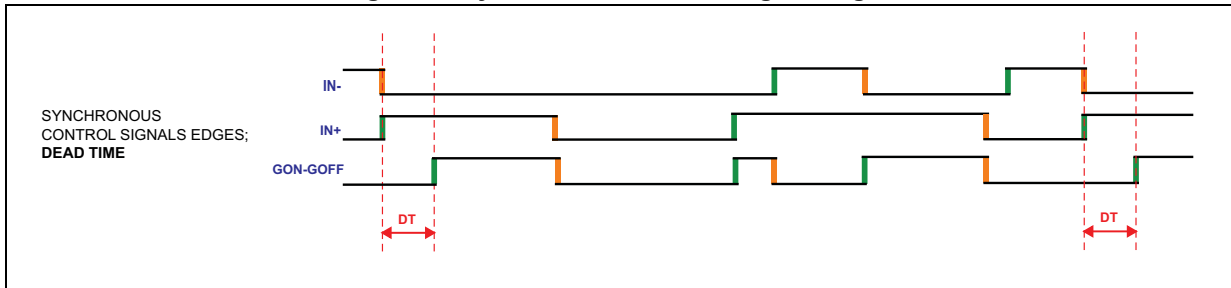 IN-
SYNCHRONOUS
CONTROL SIGNALS EDGES;
DEAD TIME
IN+
GON-GOFF
DT
DT